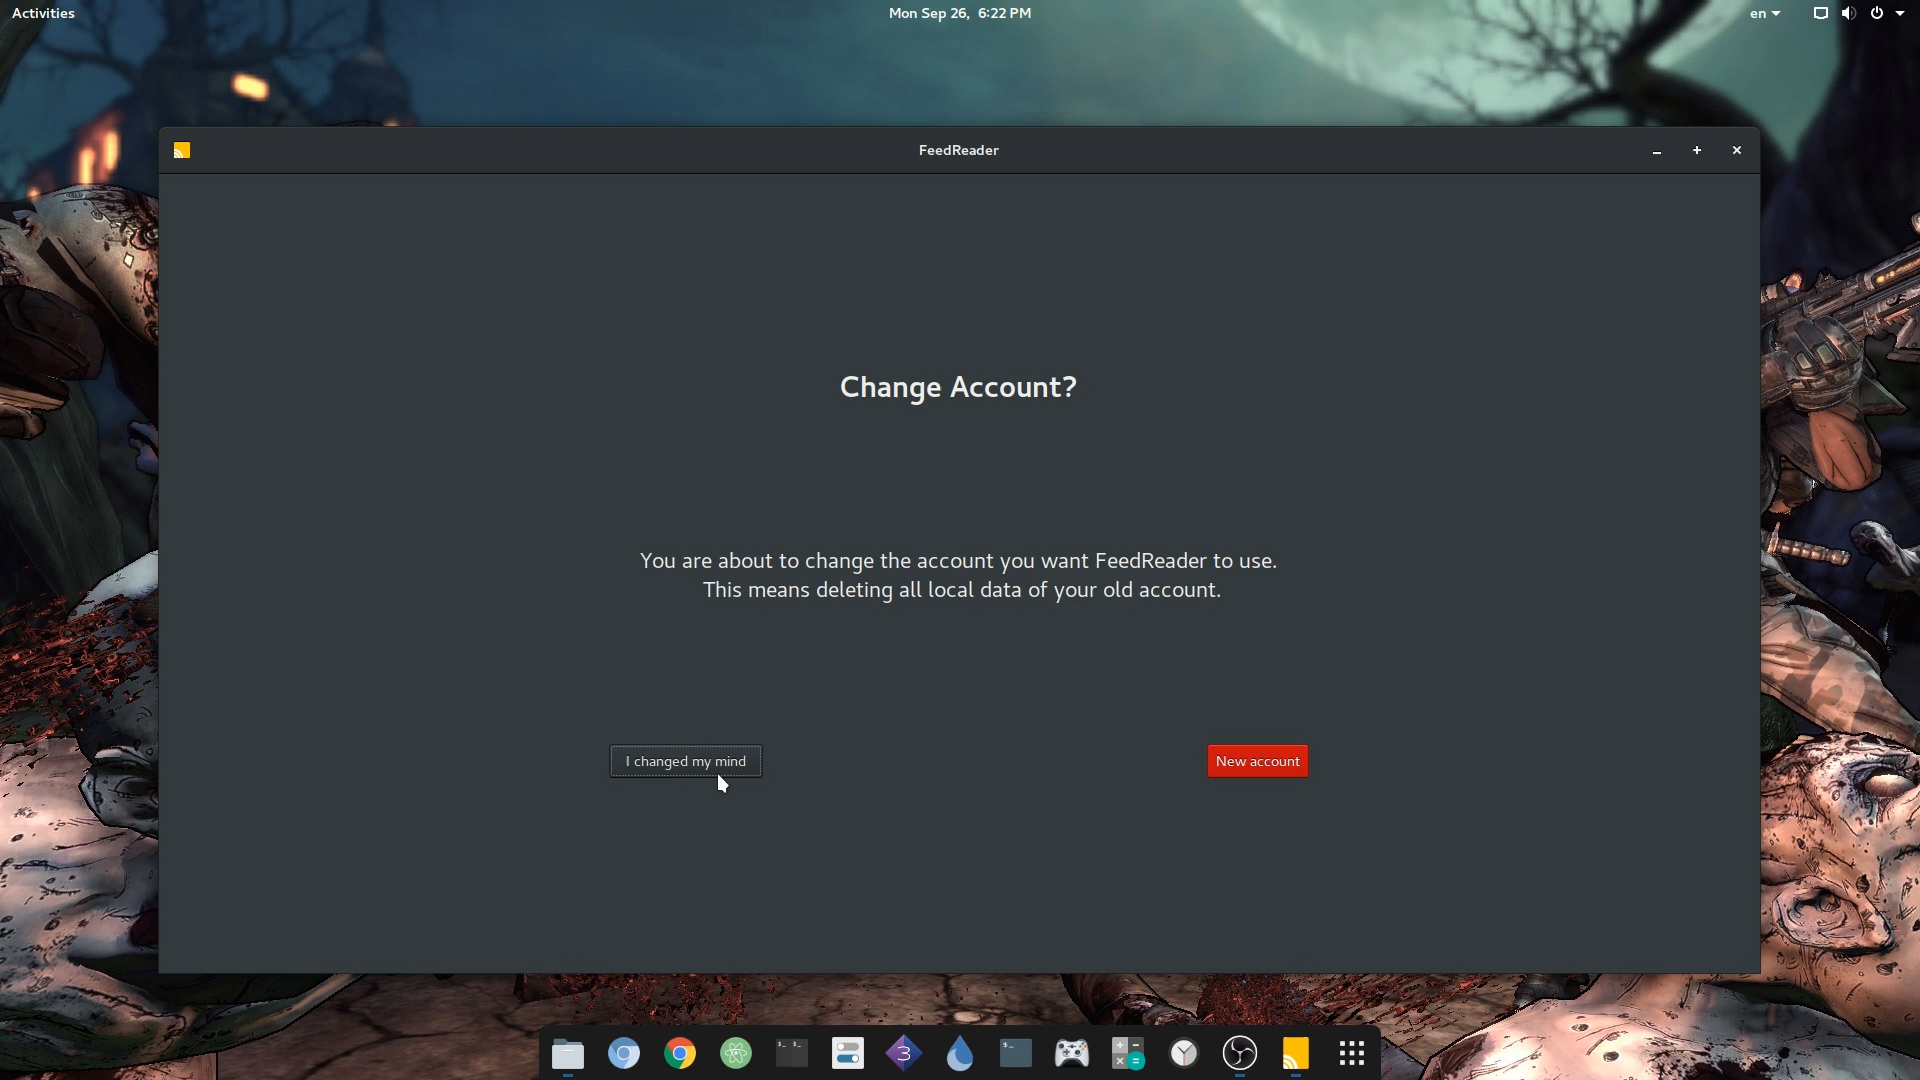 Activities
Mon Sep 26, 6:22 PM
en
FeedReader
Change Account?
You are about to change the account you want FeedReader to use.
This means deleting all local data of your old account.
I changed my mind
New account
3